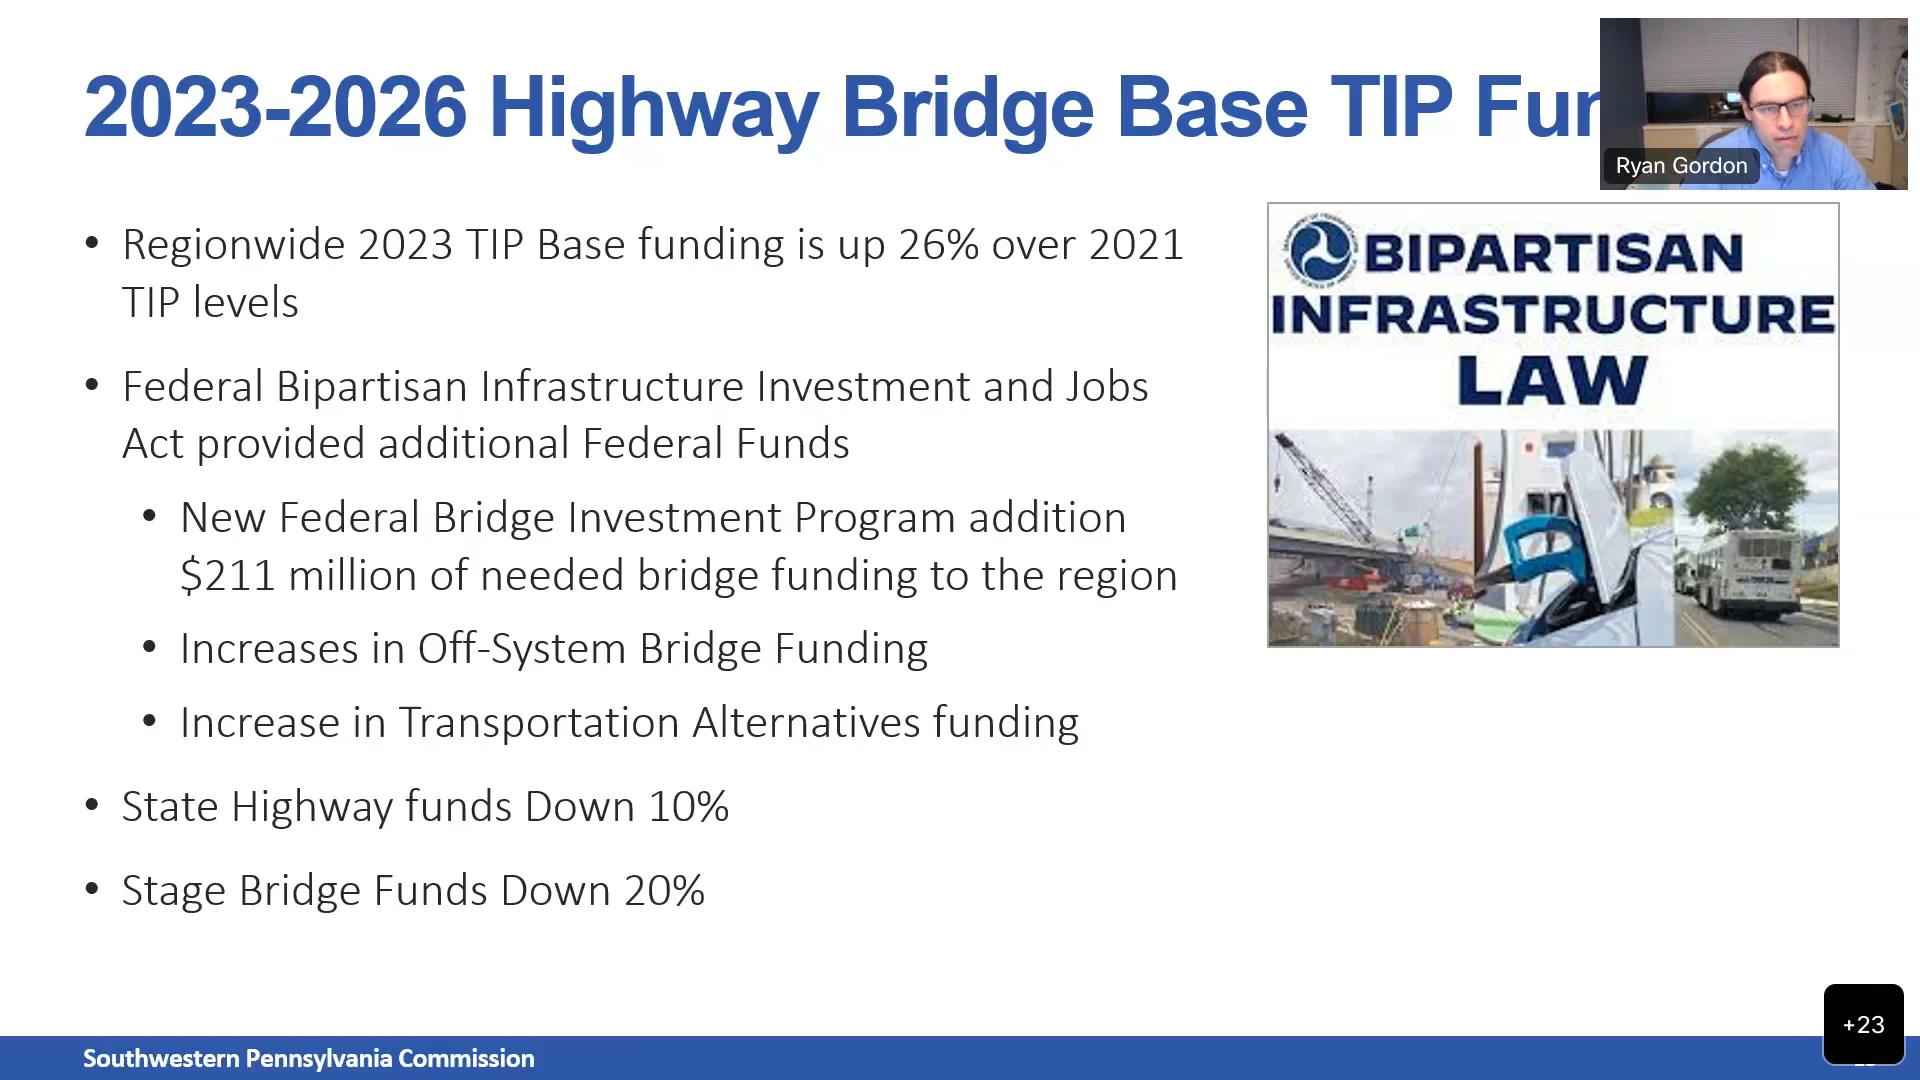 2023-2026 Highway Bridge Base TIP Fun
Ryan Gordon
• Regionwide 2023 TIP Base funding is up 26% over 2021
TIP levels
• Federal Bipartisan Infrastructure Investment and Jobs
Act provided additional Federal Funds
• New Federal Bridge Investment Program addition
$211 million of needed bridge funding to the region
• Increases in Off-System Bridge Funding
• Increase in Transportation Alternatives funding
• State Highway funds Down 10%
• Stage Bridge Funds Down 20%
BIPARTISAN
INFRASTRUCTURE
LAW
+23
Southwestern Pennsylvania Commission